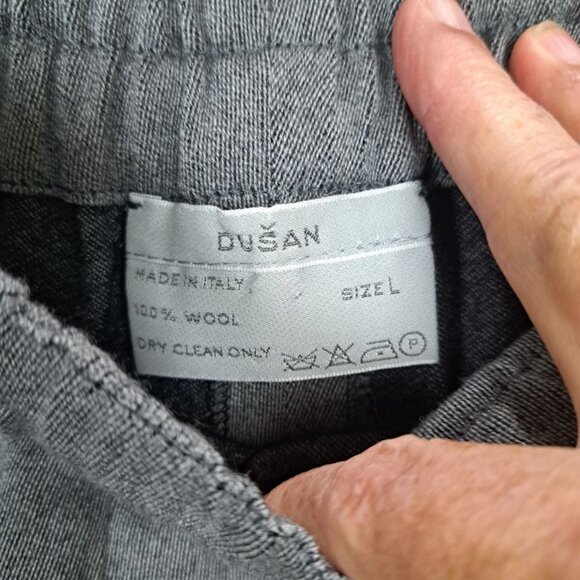 DUŠAN
MADE IN ITALY
SIZE L
100% WOOL
DRY CLEAN ONLY
P